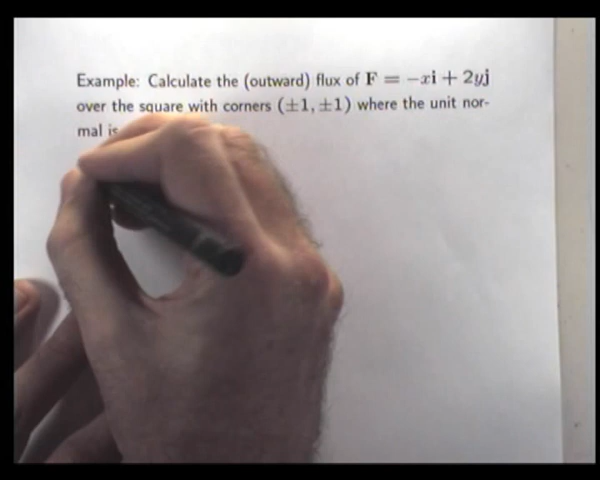 Example: Calculate the (outward) flux of F = −xi + 2yj
over the square with corners (±1, ±1) where the unit nor-
mal is